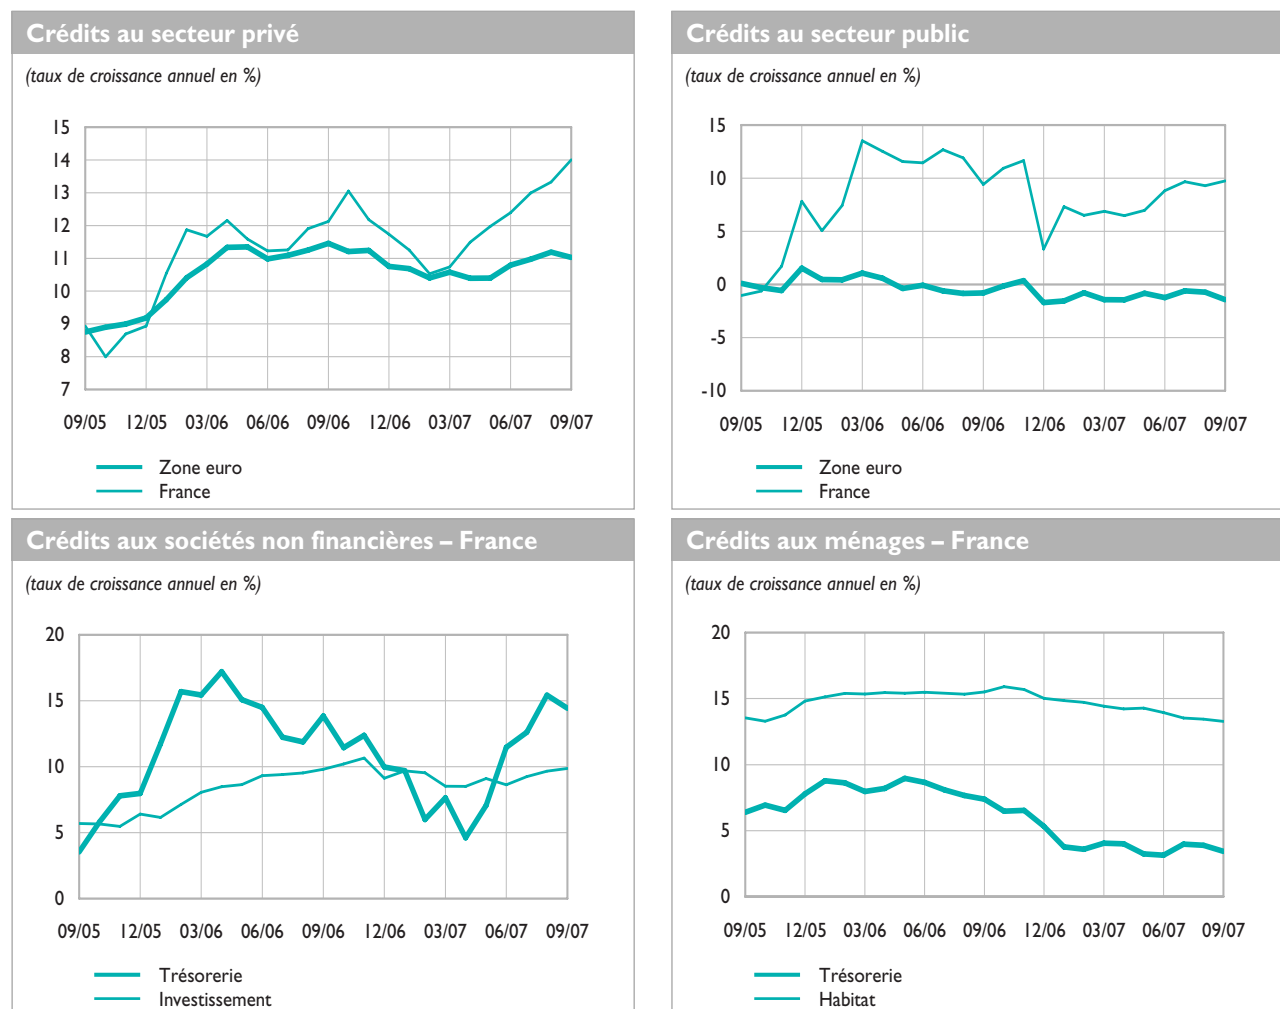 Crédits au secteur privé
(taux de croissance annuel en %)
15
14
13
12
11
10
9
8
7
09/05 12/05 03/06 06/06 09/06 12/06 03/07 06/07 09/07
Zone euro
France
Crédits au secteur public
(taux de croissance annuel en %)
15
10
5
0
-5
-10
09/05 12/05 03/06 06/06 09/06 12/06 03/07 06/07 09/07
Zone euro
France
Crédits aux sociétés non financières – France
(taux de croissance annuel en %)
20
15
10
5
0
09/05 12/05 03/06 06/06 09/06 12/06 03/07 06/07 09/07
Trésorerie
Investissement
Crédits aux ménages – France
(taux de croissance annuel en %)
20
15
10
5
0
09/05 12/05 03/06 06/06 09/06 12/06 03/07 06/07 09/07
Trésorerie
Habitat